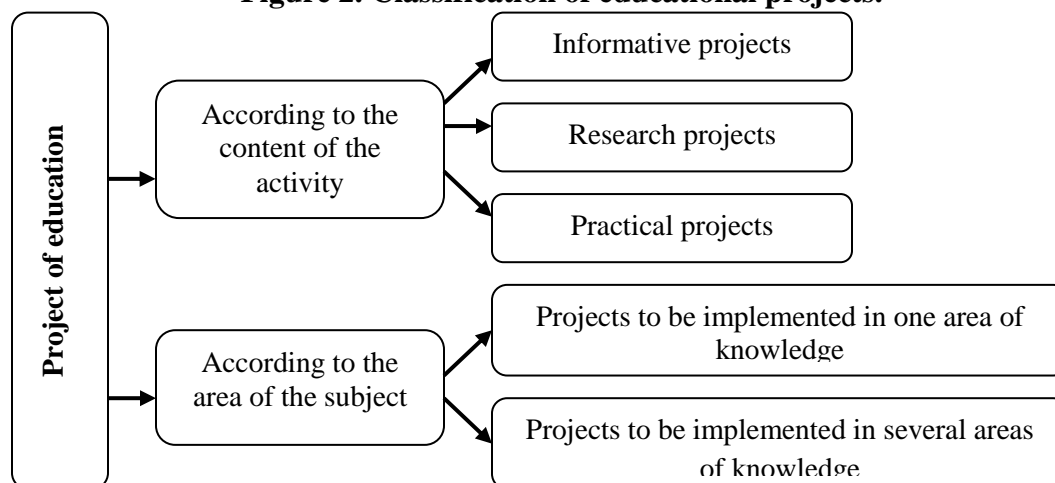 Figure 2. Classification of educational projects.
Project of education
According to the
content of the
activity
Informative projects
Research projects
Practical projects
According to the
area of the subject
Projects to be implemented in one area of
knowledge
Projects to be implemented in several areas
of knowledge